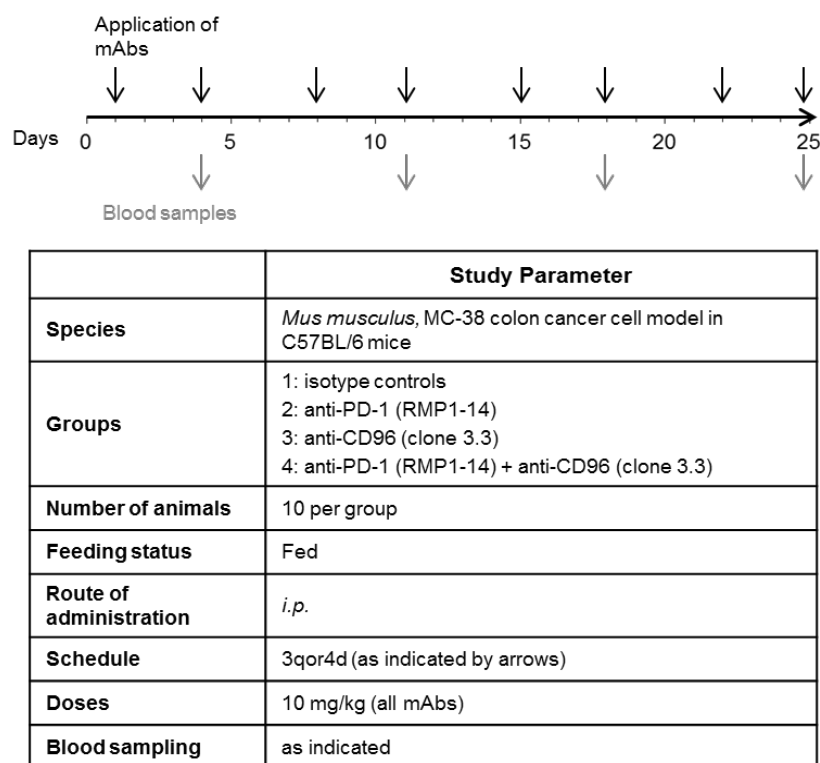 Application of
mAbs
Days 0 5 10 15 20 25
Blood samples
Study Parameter
Species
Mus musculus, MC-38 colon cancer cell model in
C57BL/6 mice
Groups
1: isotype controls
2: anti-PD-1 (RMP1-14)
3: anti-CD96 (clone 3.3)
4: anti-PD-1 (RMP1-14) + anti-CD96 (clone 3.3)
Number of animals
10 per group
Feeding status
Fed
Route of
administration
i.p.
Schedule
3qor4d (as indicated by arrows)
Doses
10 mg/kg (all mAbs)
Blood sampling
as indicated